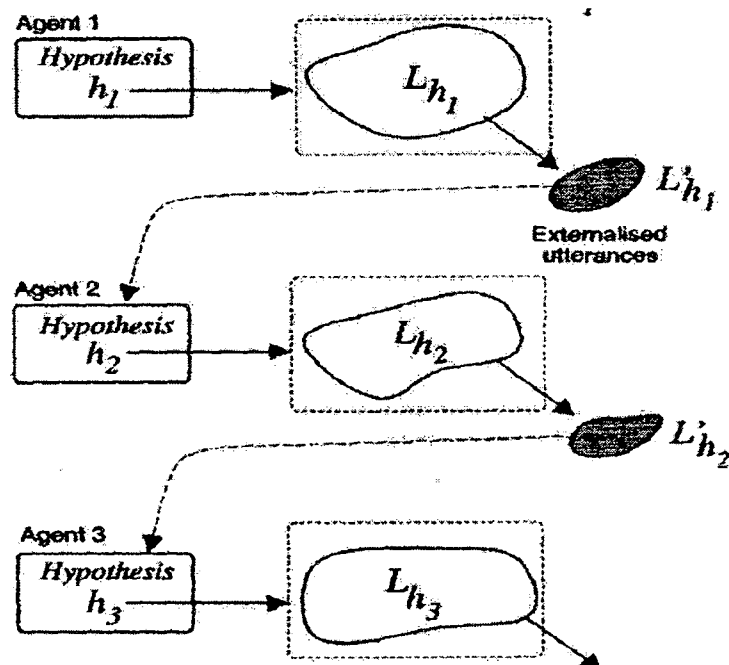 Agent 1
Hypothesis
h1
Lh1
L'h1
Externalised
utterances
Agent 2
Hypothesis
h2
Lh2
L'h2
Agent 3
Hypothesis
h3
Lh3